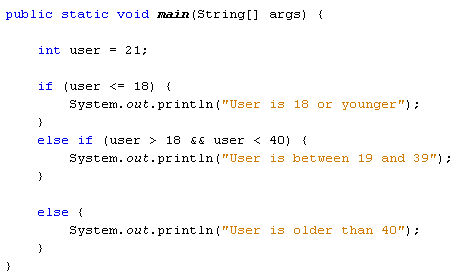 public static void main(String[] args) {
int user = 21;
if (user <= 18) {
System.out.println("User is 18 or younger");
}
else if (user > 18 && user < 40) {
System.out.println("User is between 19 and 39");
}
else {
System.out.println("User is older than 40");
}
}